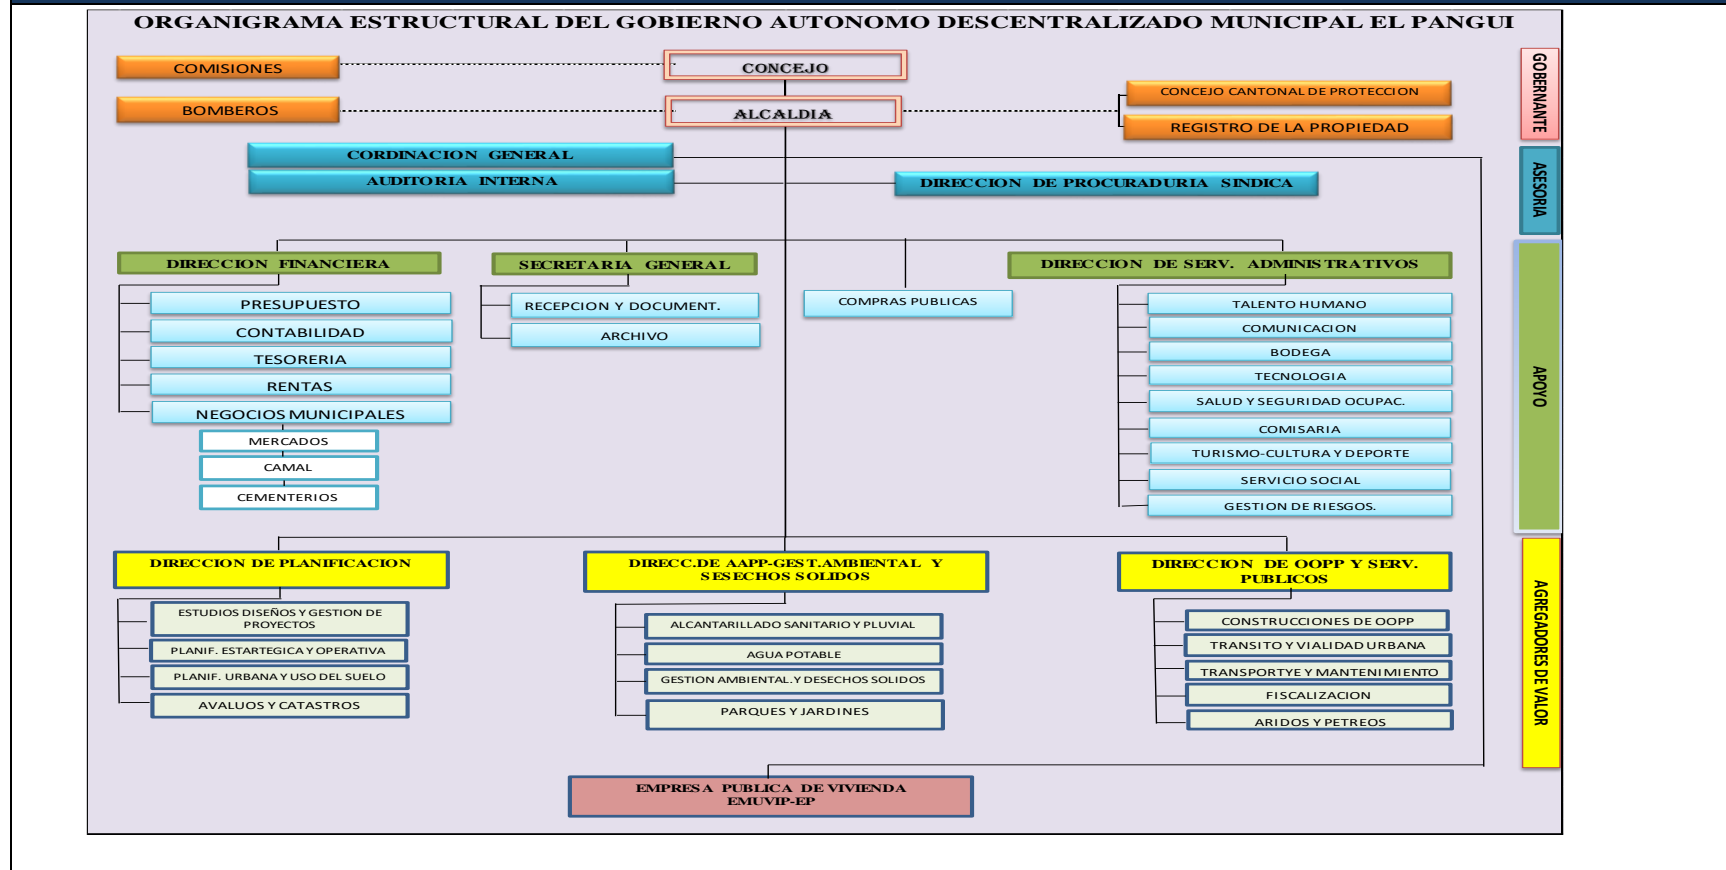 ORGANIGRAMA ESTRUCTURAL DEL GOBIERNO AUTONOMO DESCENTRALIZADO MUNICIPAL EL PANGUI
COMISIONES
CONCEJO
BOMBEROS
ALCALDIA
CONCEJO CANTONAL DE PROTECCION
REGISTRO DE LA PROPIEDAD
GOBERNANTE
CORDINACION GENERAL
AUDITORIA INTERNA
DIRECCION DE PROCURADURIA SINDICA
ASESORIA
DIRECCION FINANCIERA
PRESUPUESTO
CONTABILIDAD
TESORERIA
RENTAS
NEGOCIOS MUNICIPALES
MERCADOS
CAMAL
CEMENTERIOS
SECRETARIA GENERAL
RECEPCION Y DOCUMENT.
ARCHIVO
COMPRAS PUBLICAS
DIRECCION DE SERV. ADMINISTRATIVOS
TALENTO HUMANO
COMUNICACION
BODEGA
TECNOLOGIA
SALUD Y SEGURIDAD OCUPAC.
COMISARIA
TURISMO-CULTURA Y DEPORTE
SERVICIO SOCIAL
GESTION DE RIESGOS.
APOYO
DIRECCION DE PLANIFICACION
ESTUDIOS DISEÑOS Y GESTION DE
PROYECTOS
PLANIF. ESTARTEGICA Y OPERATIVA
PLANIF. URBANA Y USO DEL SUELO
AVALUOS Y CATASTROS
DIRECC.DE AAPP-GEST.AMBIENTAL Y
SESECHOS SOLIDOS
ALCANTARILLADO SANITARIO Y PLUVIAL
AGUA POTABLE
GESTION AMBIENTAL.Y DESECHOS SOLIDOS
PARQUES Y JARDINES
DIRECCION DE OOPP Y SERV.
PUBLICOS
CONSTRUCCIONES DE OOPP
TRANSITO Y VIALIDAD URBANA
TRANSPORTYE Y MANTENIMIENTO
FISCALIZACION
ARIDOS Y PETREOS
AGREGADORES DE VALOR
EMPRESA PUBLICA DE VIVIENDA
EMUVIP-EP